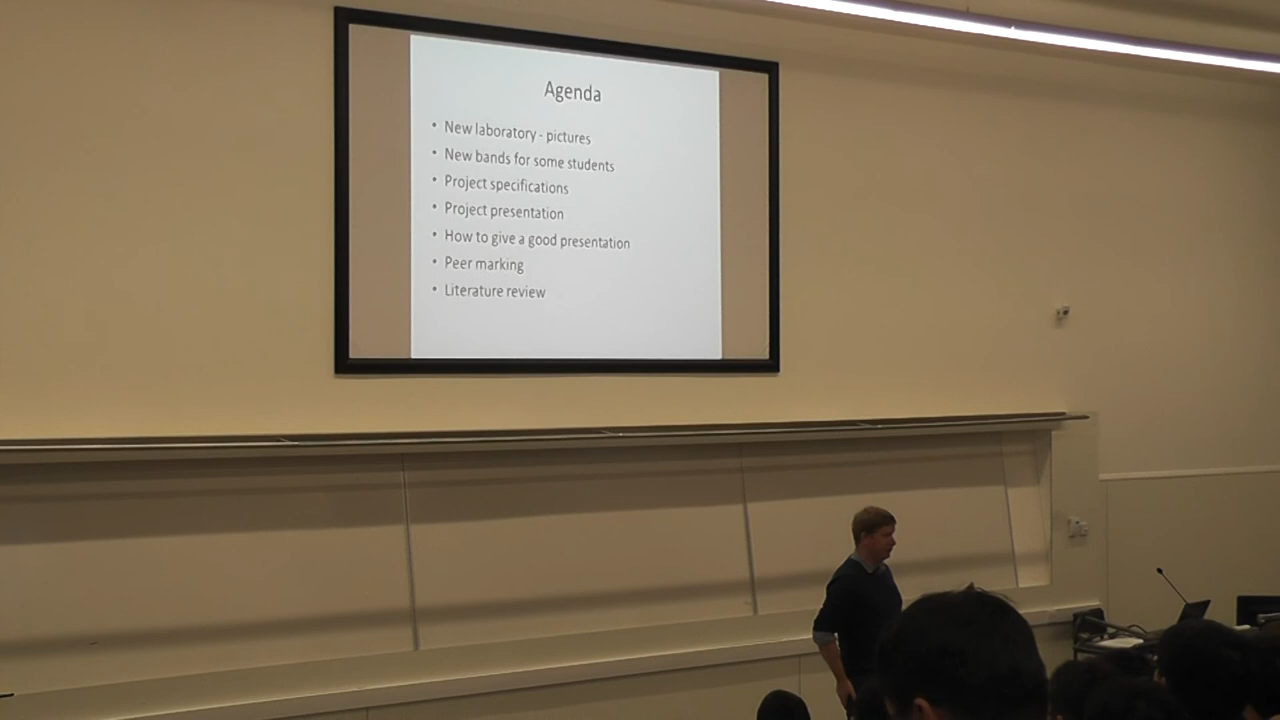 Agenda
• New laboratory - pictures
• New bands for some students
• Project specifications
• Project presentation
• How to give a good presentation
• Peer marking
• Literature review